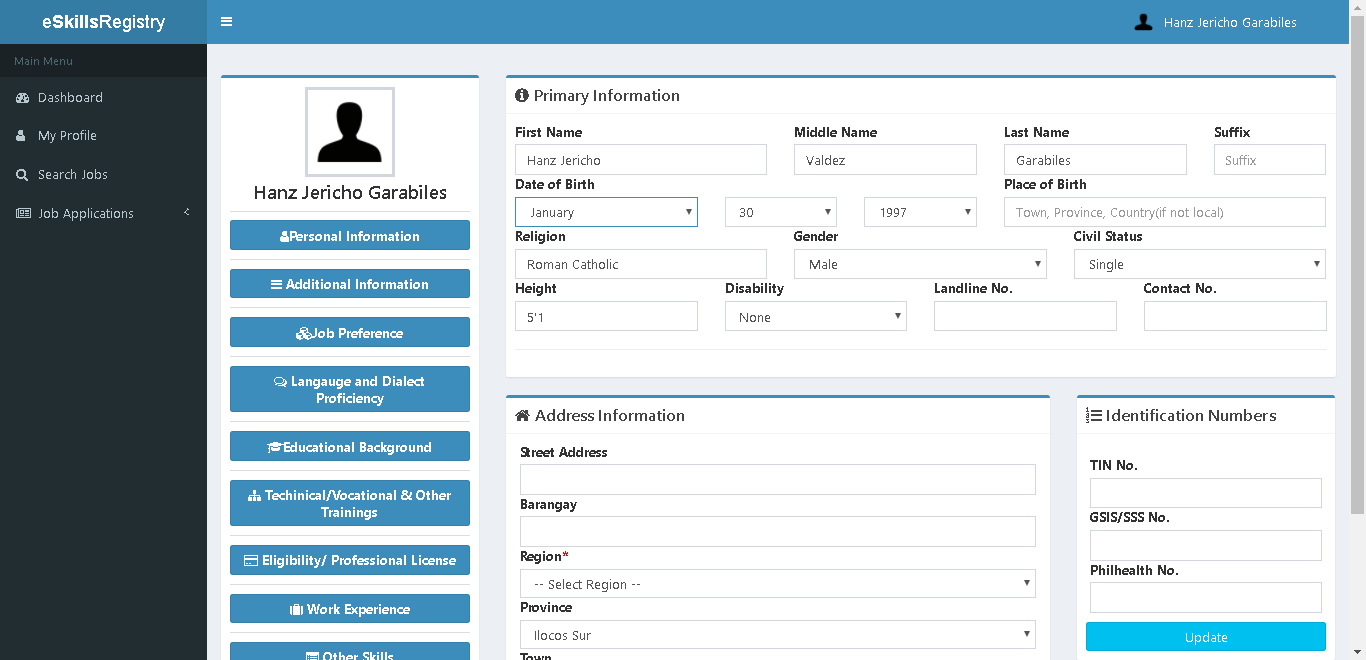 eSkillsRegistry
Hanz Jericho Garabiles
Main Menu
Dashboard
My Profile
Search Jobs
Job Applications
Hanz Jericho Garabiles
Personal Information
Additional Information
Job Preference
Langauge and Dialect
Proficiency
Educational Background
Techinical/Vocational & Other
Trainings
Eligibility/ Professional License
Work Experience
Other Skills
Primary Information
First Name Middle Name Last Name Suffix
Hanz Jericho Valdez Garabiles Suffix
Date of Birth Place of Birth
January 30 1997 Town, Province, Country(if not local)
Religion Gender Civil Status
Roman Catholic Male Single
Height Disability Landline No. Contact No.
5'1 None
Address Information
Street Address
Barangay
Region*
-- Select Region --
Province
Ilocos Sur
Town
Identification Numbers
TIN No.
GSIS/SSS No.
Philhealth No.
Update